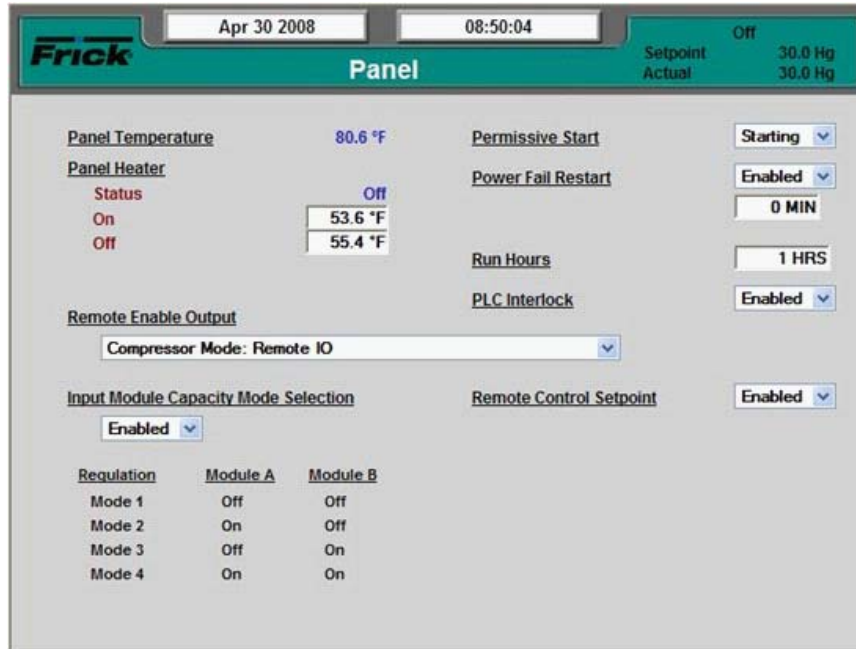 Frick
Apr 30 2008
08:50:04
Panel
Off
Setpoint 30.0 Hg
Actual 30.0 Hg
Panel Temperature 80.6 °F
Panel Heater
Status Off
On 53.6 °F
Off 55.4 °F
Remote Enable Output
Compressor Mode: Remote IO
Input Module Capacity Mode Selection
Enabled
Regulation Module A Module B
Mode 1 Off Off
Mode 2 On Off
Mode 3 Off On
Mode 4 On On
Permissive Start Starting
Power Fail Restart Enabled
0 MIN
Run Hours 1 HRS
PLC Interlock Enabled
Remote Control Setpoint Enabled